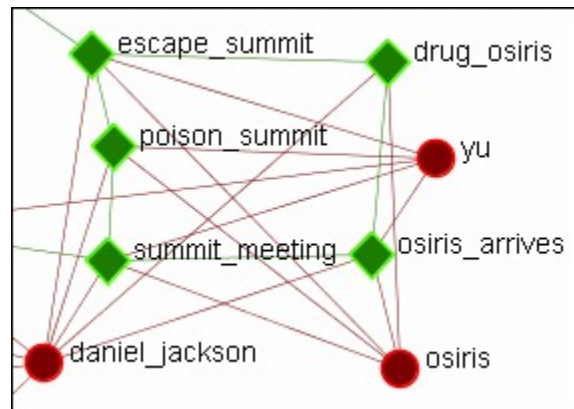 escape_summit
drug_osiris
poison_summit
yu
summit_meeting
osiris_arrives
daniel_jackson
osiris